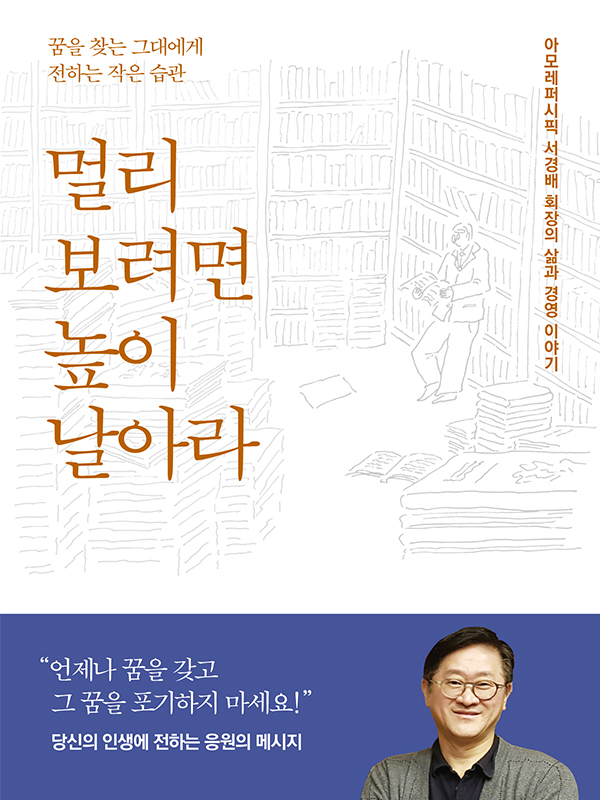 꿈을 찾는 그대에게
전하는 작은 습관
멀리
보려면
높이
날아라
아모레퍼시픽 서경배 회장의 삶과 경영 이야기
“언제나 꿈을 갖고
그 꿈을 포기하지 마세요!”
당신의 인생에 전하는 응원의 메시지